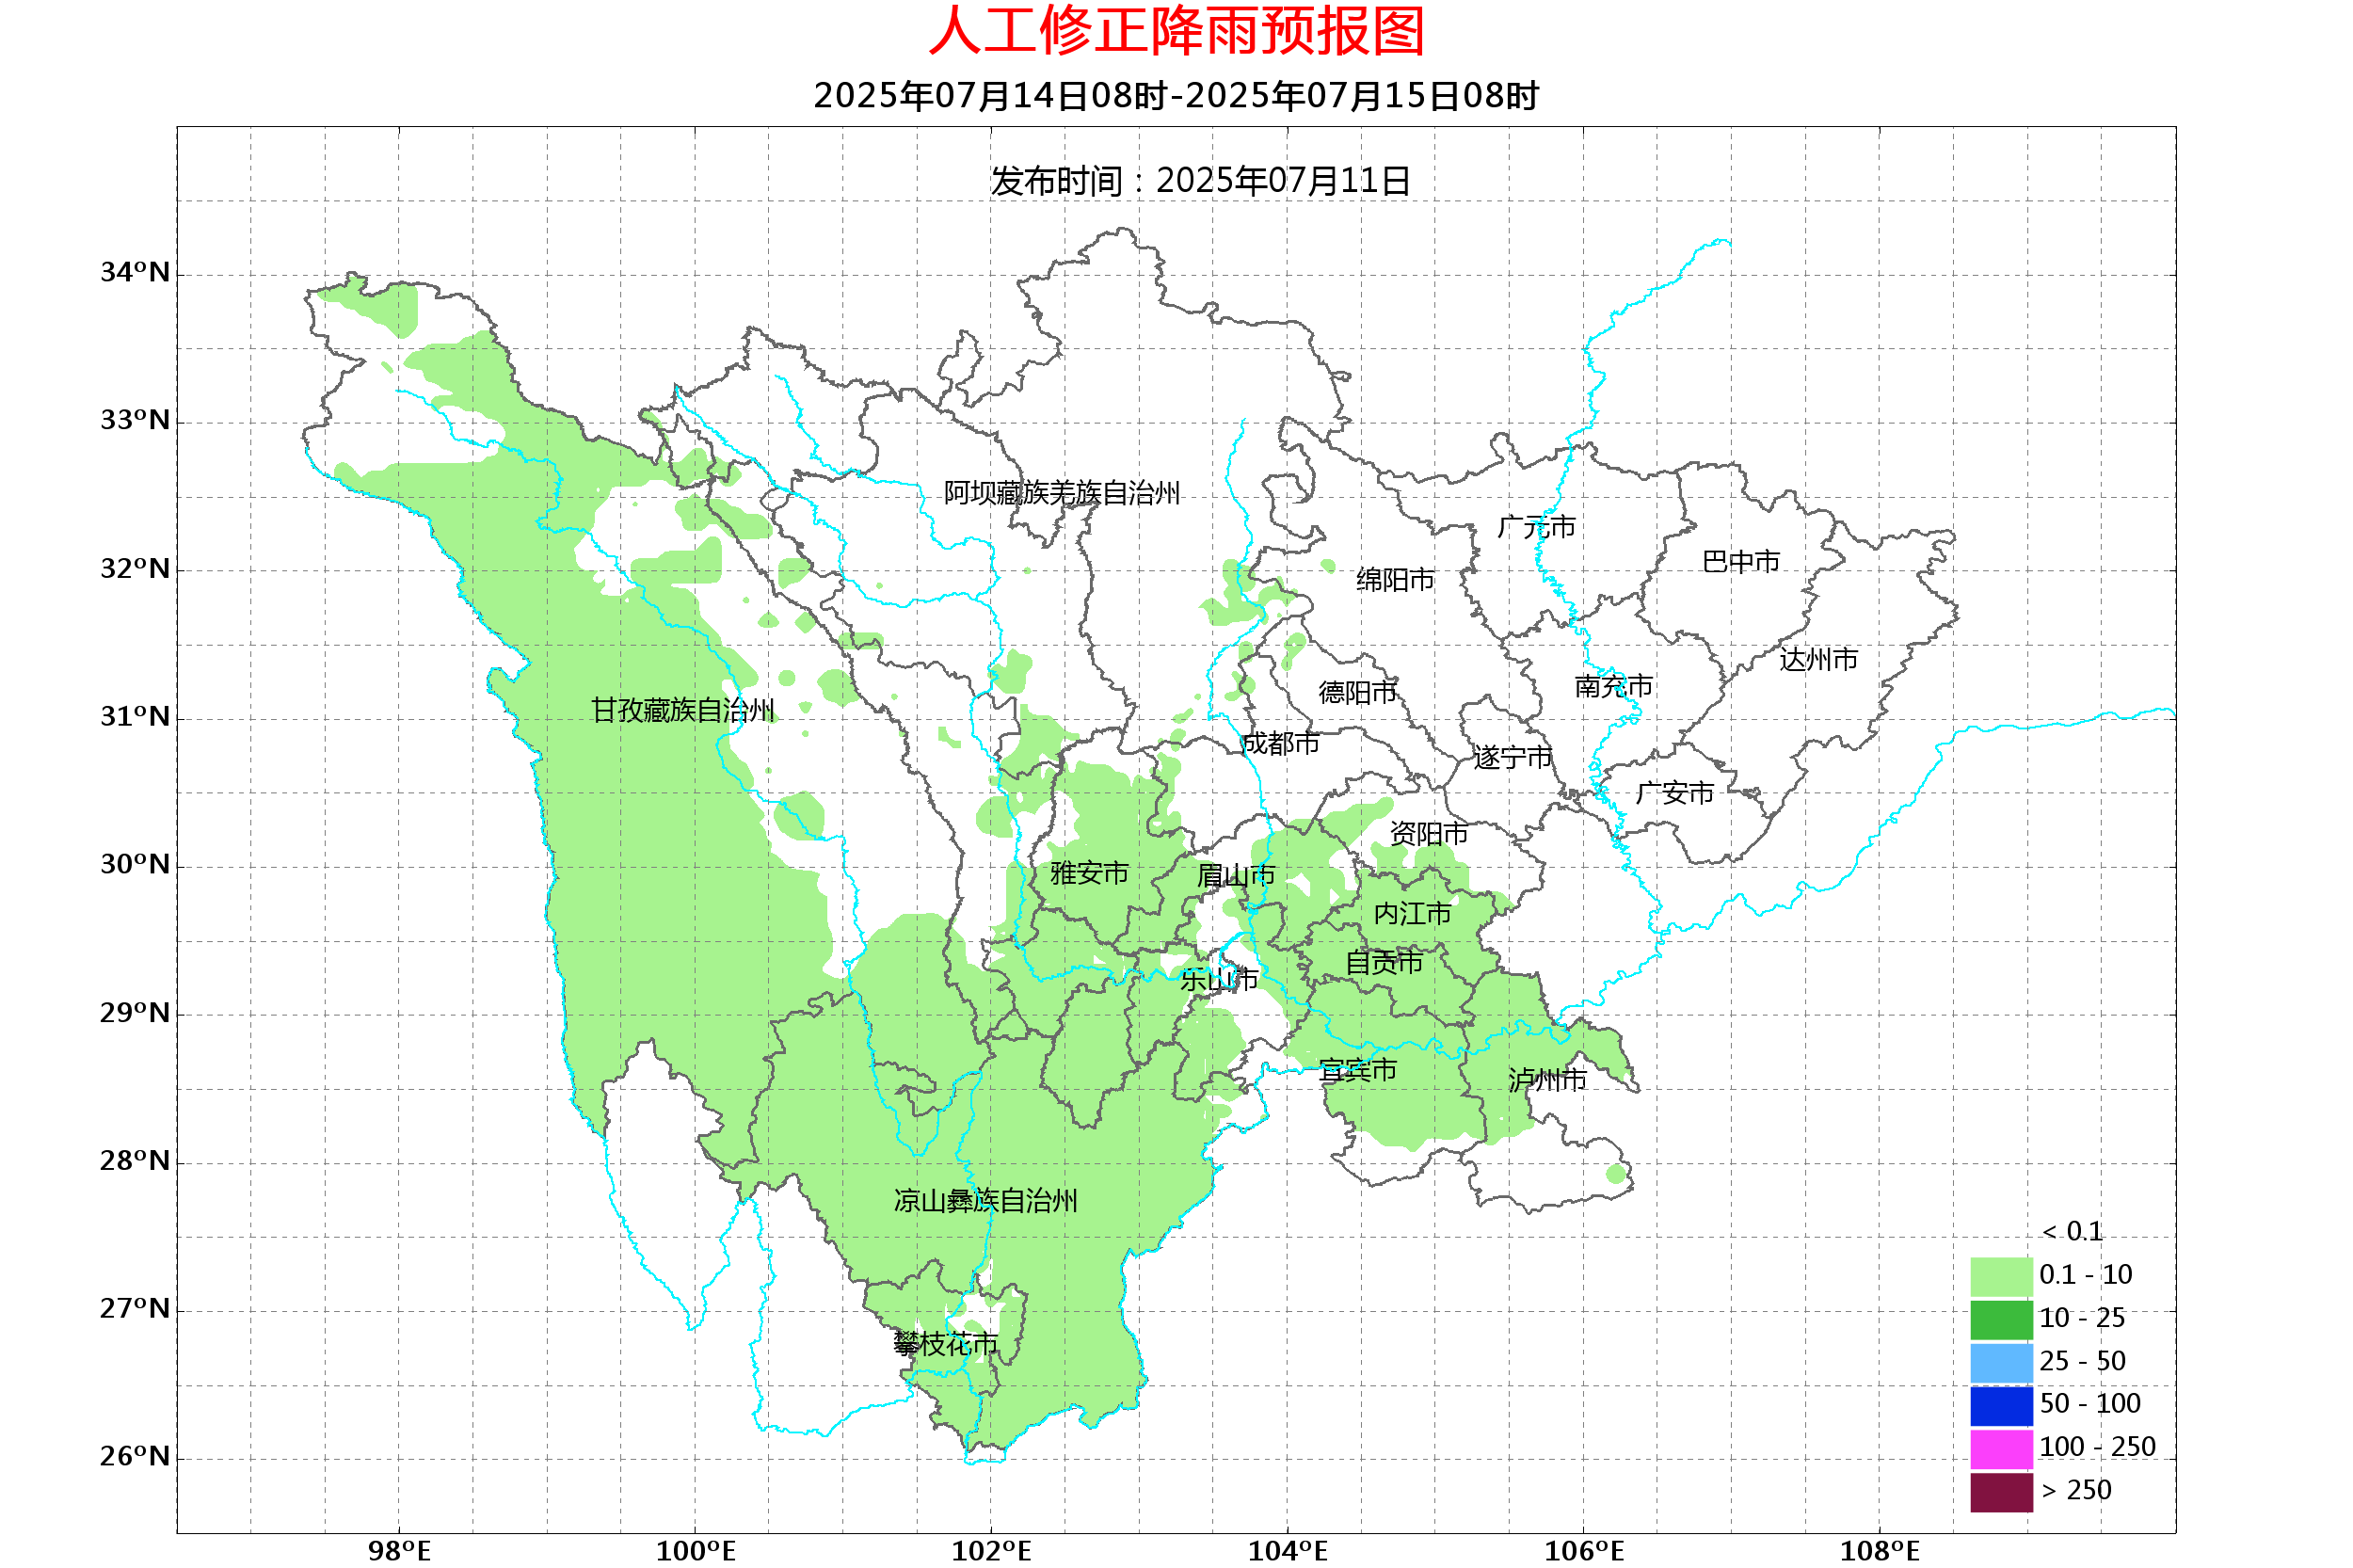 人工修正降雨预报图
2025年07月14日08时-2025年07月15日08时
发布时间：2025年07月11日
34°N
33°N
阿坝藏族羌族自治州
广元市
巴中市
32°N
绵阳市
达州市
南充市
德阳市
甘孜藏族自治州
31°N
成都市
遂宁市
广安市
资阳市
30°N
雅安市
眉山市
内江市
自贡市
乐山市
29°N
宜宾市
泸州市
28°N
凉山彝族自治州
< 0.1
0.1 - 10
27°N
10 - 25
攀枝花市
25 - 50
50 - 100
26°N
100 - 250
> 250
98°E
100°E
102°E
104°E
106°E
108°E